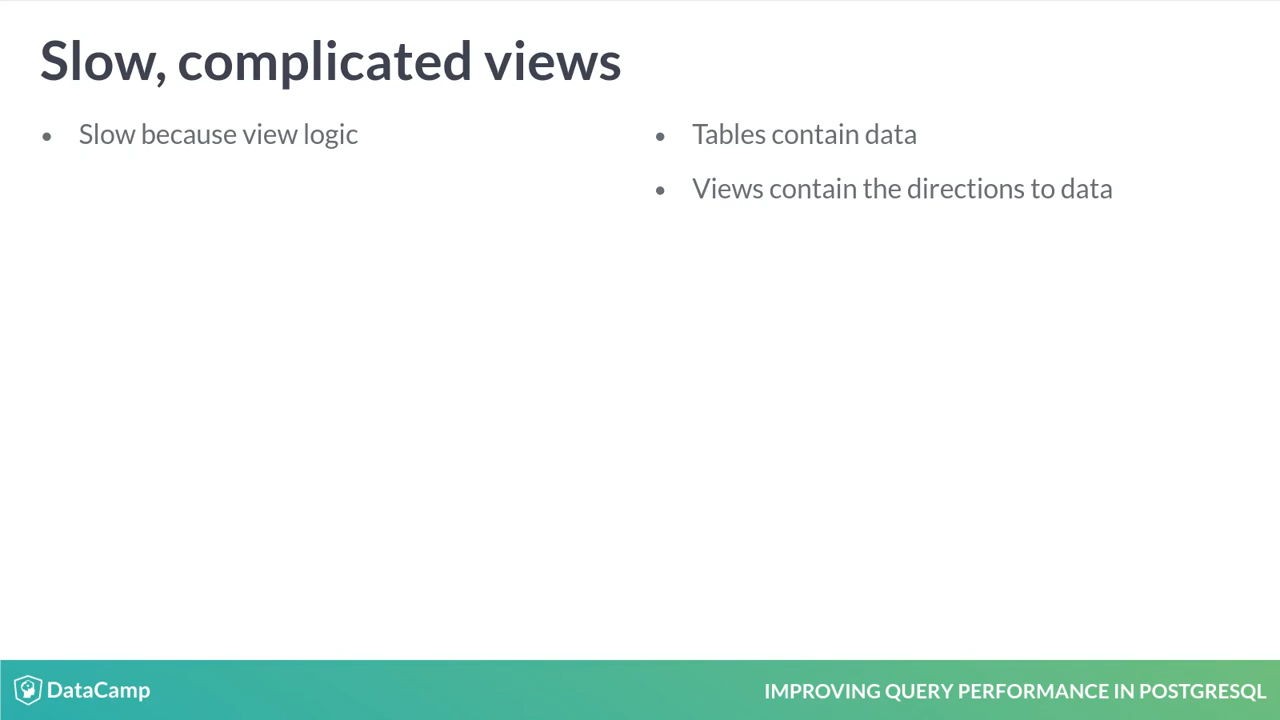 Slow, complicated views
• Slow because view logic
• Tables contain data
• Views contain the directions to data
DataCamp
IMPROVING QUERY PERFORMANCE IN POSTGRESQL